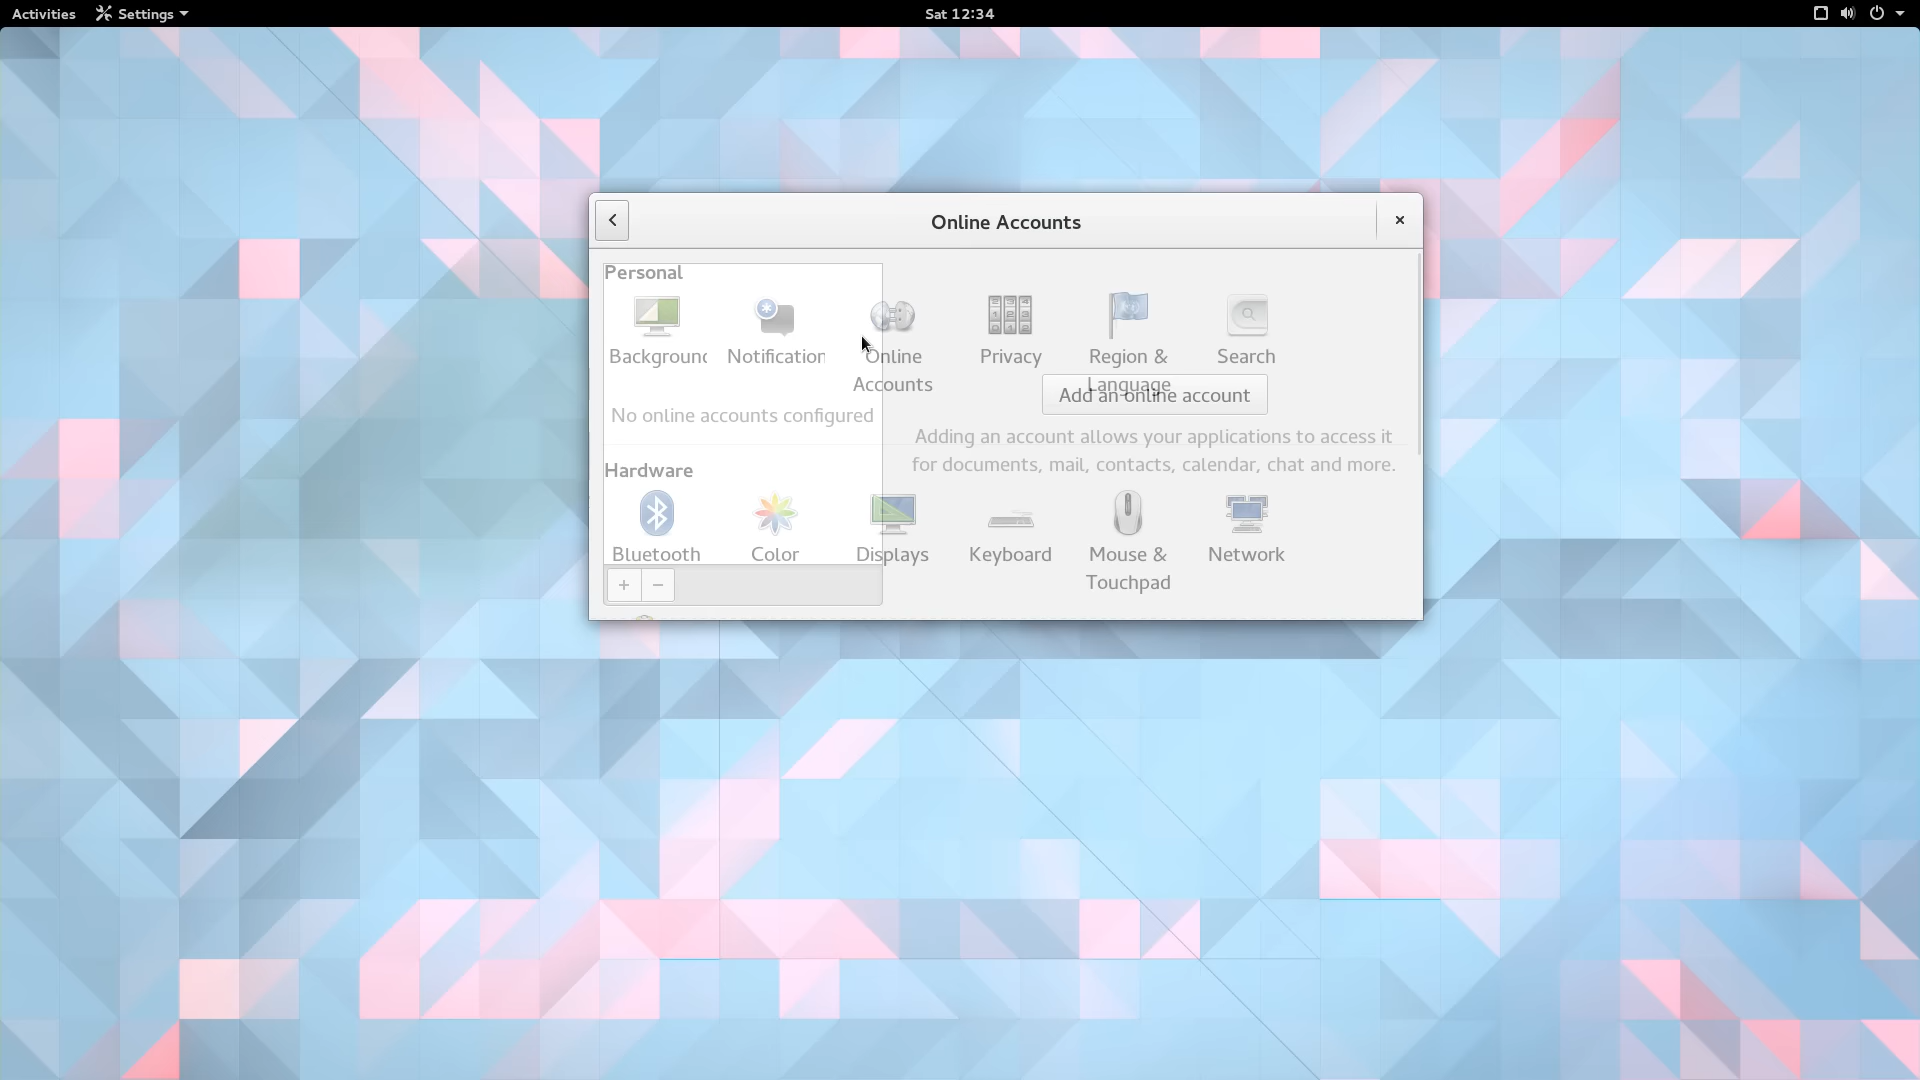 Activities Settings Sat 12:34
Online Accounts
Personal
Background Notification Online Accounts Privacy Region & Language Search
Add an online account
No online accounts configured
Adding an account allows your applications to access it
for documents, mail, contacts, calendar, chat and more.
Hardware
Bluetooth Color Displays Keyboard Mouse & Touchpad Network
+ −